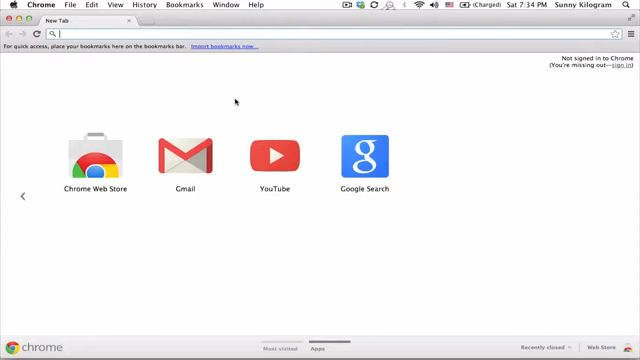 Chrome File Edit View History Bookmarks Window Help (Charged) Sat 7:34 PM Sunny Kilogram
New Tab
For quick access, place your bookmarks here on the bookmarks bar. Import bookmarks now...
Not signed in to Chrome
(You're missing out—sign in)
Chrome Web Store Gmail YouTube Google Search
chrome Most visited Apps Recently closed Web Store